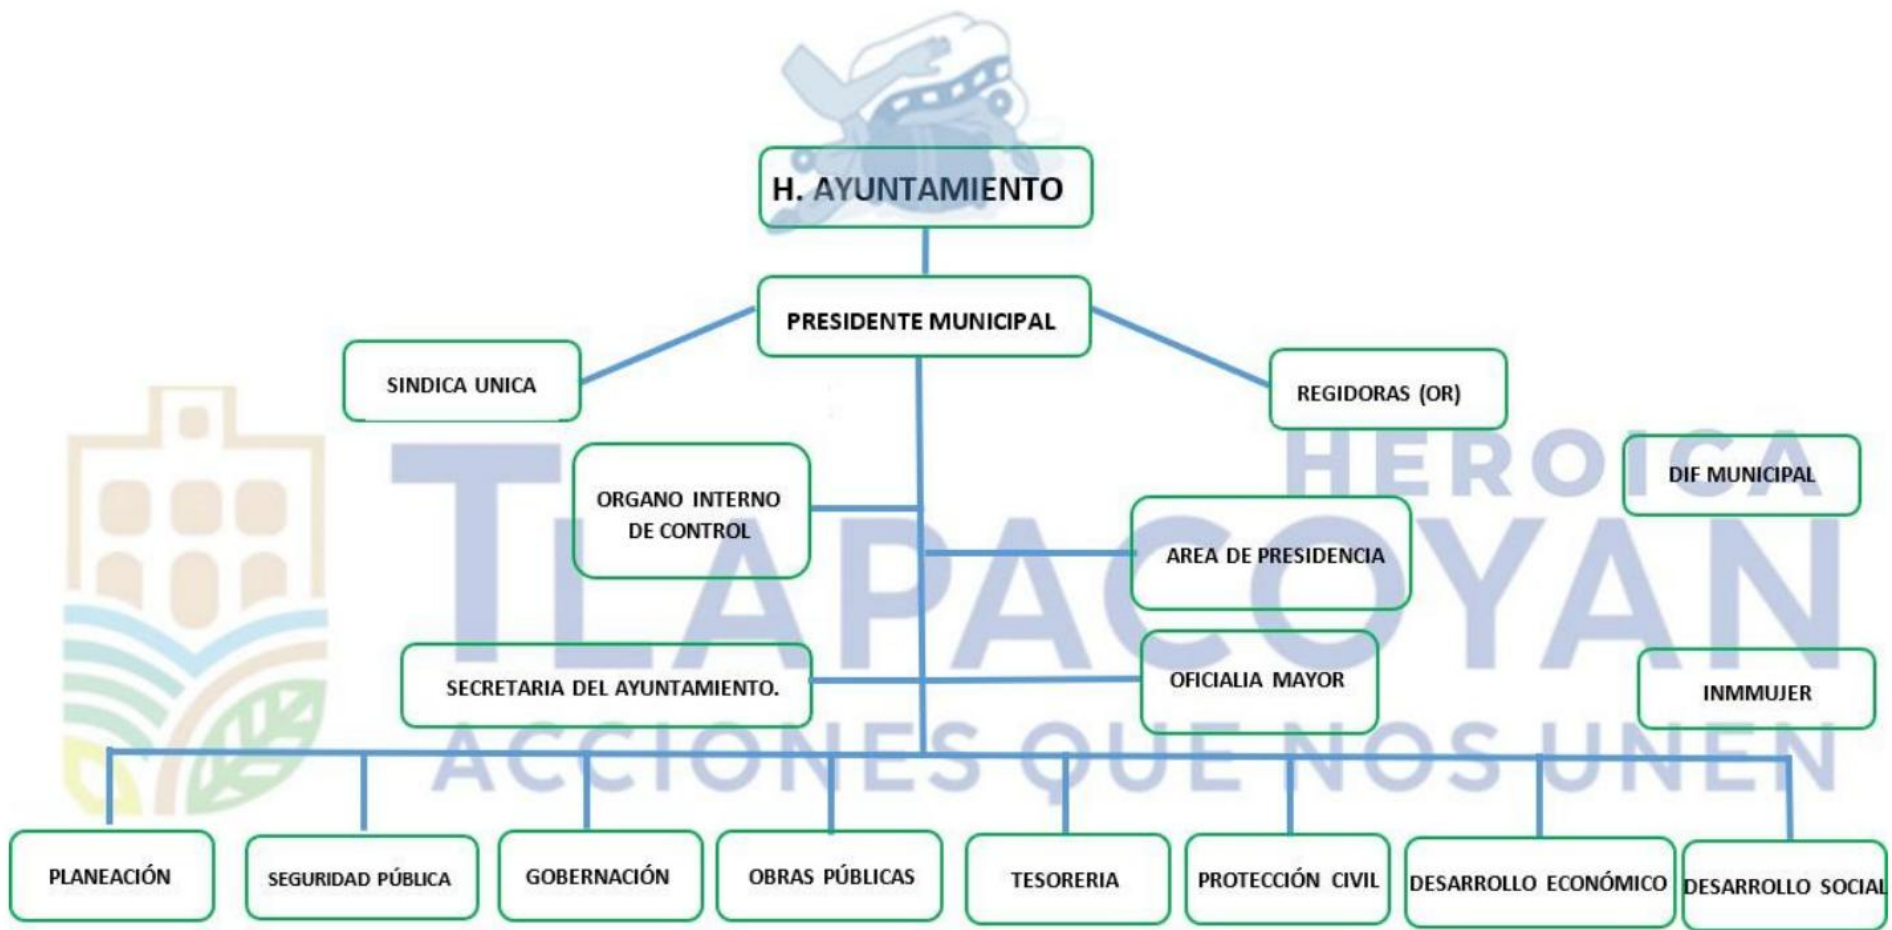 H. AYUNTAMIENTO
PRESIDENTE MUNICIPAL
SINDICA UNICA
REGIDORAS (OR)
HEROICA
DIF MUNICIPAL
ORGANO INTERNO
DE CONTROL
AREA DE PRESIDENCIA
TLAPACOYAN
SECRETARIA DEL AYUNTAMIENTO.
OFICIALIA MAYOR
INMMUJER
ACCIONES QUE NOS UNEN
PLANEACIÓN
SEGURIDAD PÚBLICA
GOBERNACIÓN
OBRAS PÚBLICAS
TESORERIA
PROTECCIÓN CIVIL
DESARROLLO ECONÓMICO
DESARROLLO SOCIAL